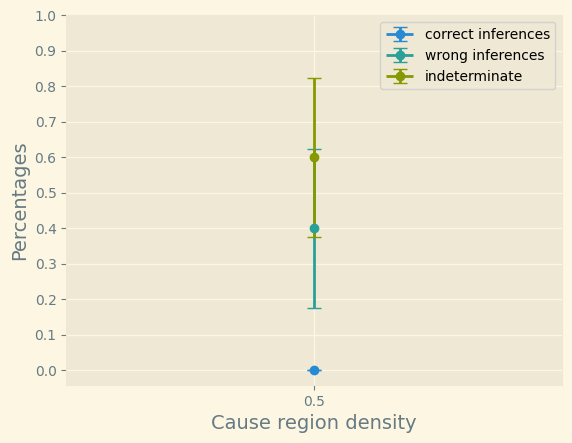 1.0
0.9
0.8
0.7
0.6
0.5
0.4
0.3
0.2
0.1
0.0
Percentages
correct inferences
wrong inferences
indeterminate
0.5
Cause region density